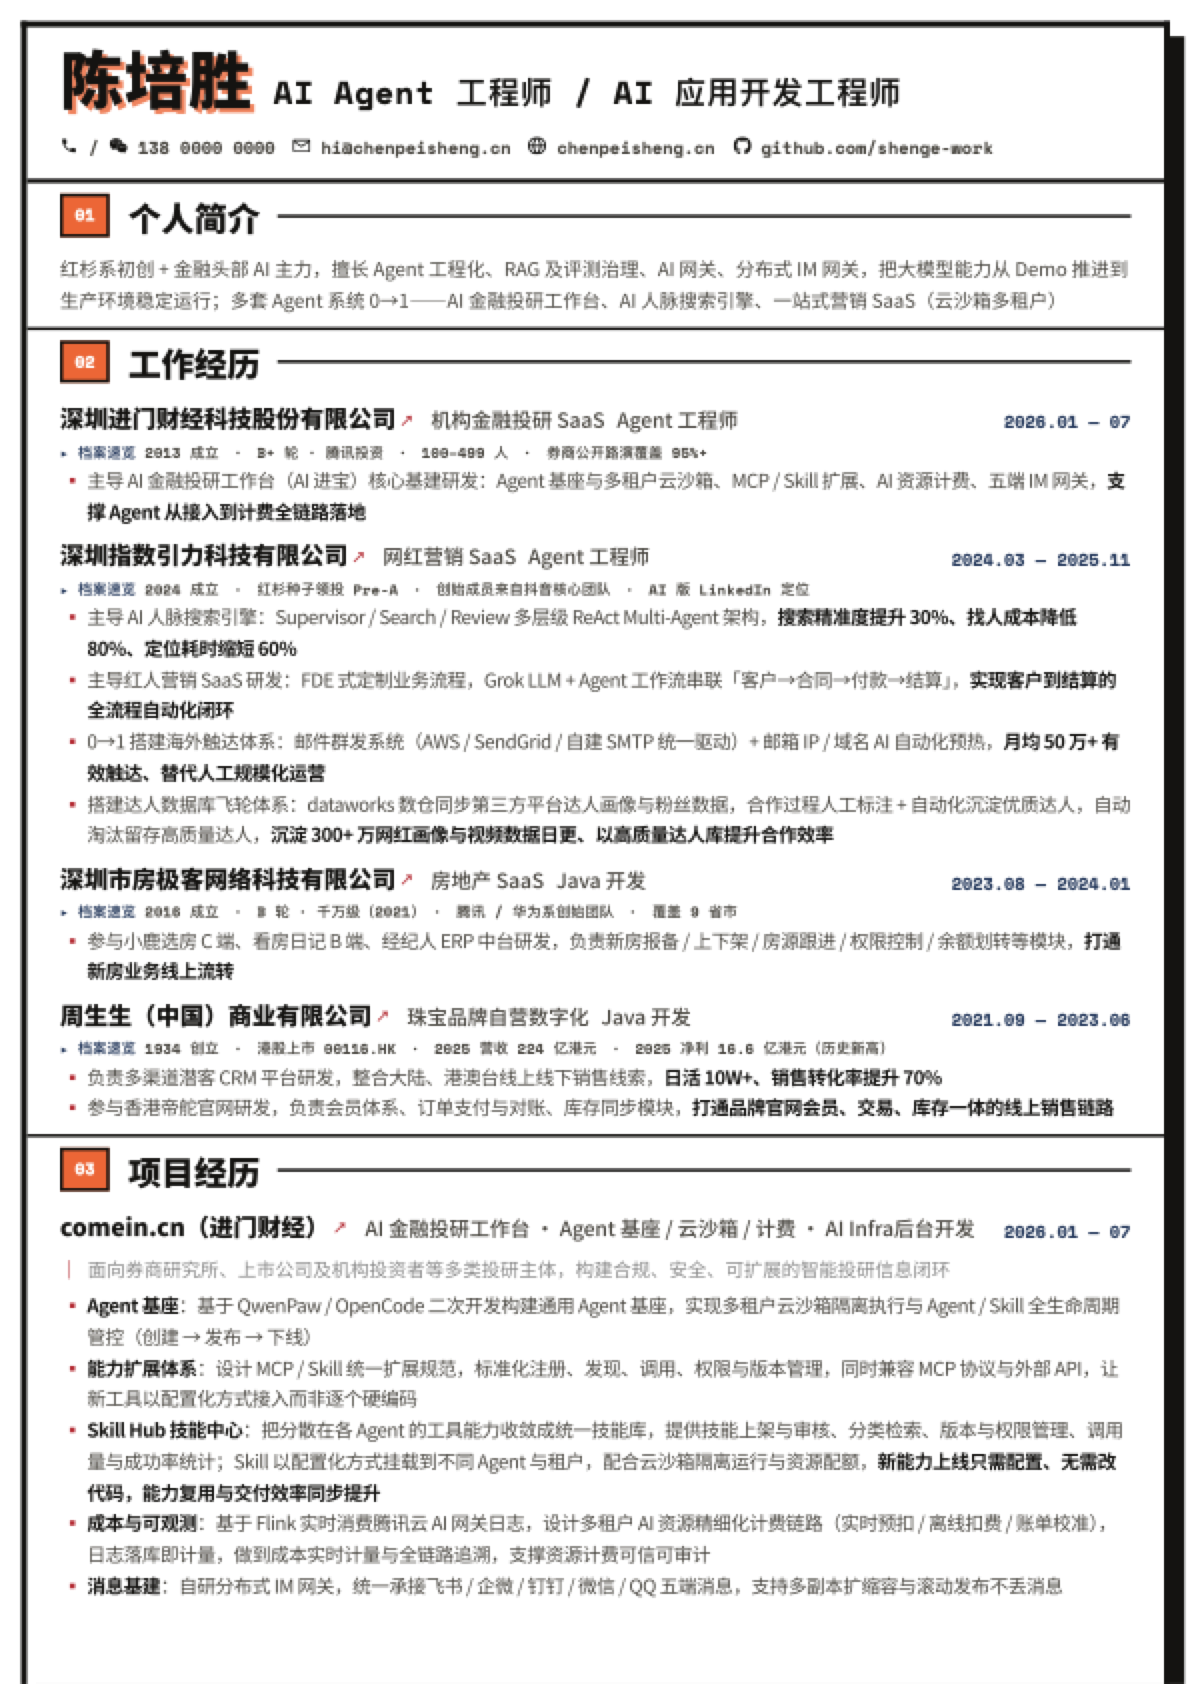 陈培胜 AI Agent 工程师 / AI 应用开发工程师
/ 138 0000 0000 hi@chenpeisheng.cn chenpeisheng.cn github.com/shenge-work
01 个人简介
红杉系初创 + 金融头部 AI 主力，擅长 Agent 工程化、RAG 及评测治理、AI 网关、分布式 IM 网关，把大模型能力从 Demo 推进到
生产环境稳定运行；多套 Agent 系统 0→1——AI 金融投研工作台、AI 人脉搜索引擎、一站式营销 SaaS（云沙箱多租户）
02 工作经历
深圳进门财经科技股份有限公司↗ 机构金融投研 SaaS Agent 工程师 2026.01 – 07
▸ 档案速览 2013 成立 · B+ 轮 · 腾讯投资 · 100-499 人 · 券商公开路演覆盖 95%+
▪ 主导 AI 金融投研工作台（AI 进宝）核心基建研发：Agent 基座与多租户云沙箱、MCP / Skill 扩展、AI 资源计费、五端 IM 网关，支
撑 Agent 从接入到计费全链路落地
深圳指数引力科技有限公司↗ 网红营销 SaaS Agent 工程师 2024.03 – 2025.11
▸ 档案速览 2024 成立 · 红杉种子领投 Pre-A · 创始成员来自抖音核心团队 · AI 版 LinkedIn 定位
▪ 主导 AI 人脉搜索引擎：Supervisor / Search / Review 多层级 ReAct Multi-Agent 架构，搜索精准度提升 30%、找人成本降低
80%、定位耗时缩短 60%
▪ 主导红人营销 SaaS 研发：FDE 式定制业务流程，Grok LLM + Agent 工作流串联「客户→合同→付款→结算」，实现客户到结算的
全流程自动化闭环
▪ 0→1 搭建海外触达体系：邮件群发系统（AWS / SendGrid / 自建 SMTP 统一驱动）+ 邮箱 IP / 域名 AI 自动化预热，月均 50 万+ 有
效触达、替代人工规模化运营
▪ 搭建达人数据库飞轮体系：dataworks 数仓同步第三方平台达人画像与粉丝数据，合作过程人工标注 + 自动化沉淀优质达人，自动
淘汰留存高质量达人，沉淀 300+ 万网红画像与视频数据日更、以高质量达人库提升合作效率
深圳市房极客网络科技有限公司↗ 房地产 SaaS Java 开发 2023.08 – 2024.01
▸ 档案速览 2016 成立 · B 轮 · 千万级 (2021) · 腾讯 / 华为系创始团队 · 覆盖 9 省市
▪ 参与小鹿选房 C 端、看房日记 B 端、经纪人 ERP 中台研发，负责新房报备 / 上下架 / 房源跟进 / 权限控制 / 余额划转等模块，打通
新房业务线上流转
周生生（中国）商业有限公司↗ 珠宝品牌自营数字化 Java 开发 2021.09 – 2023.06
▸ 档案速览 1934 创立 · 港股上市 00116.HK · 2025 营收 224 亿港元 · 2025 净利 16.6 亿港元 (历史新高)
▪ 负责多渠道潜客 CRM 平台研发，整合大陆、港澳台线上线下销售线索，日活 10W+、销售转化率提升 70%
▪ 参与香港帝舵官网研发，负责会员体系、订单支付与对账、库存同步模块，打通品牌官网会员、交易、库存一体的线上销售链路
03 项目经历
comein.cn（进门财经）↗ AI 金融投研工作台 · Agent 基座 / 云沙箱 / 计费 · AI Infra后台开发 2026.01 – 07
面向券商研究所、上市公司及机构投资者等多类投研主体，构建合规、安全、可扩展的智能投研信息闭环
▪ Agent 基座：基于 QwenPaw / OpenCode 二次开发构建通用 Agent 基座，实现多租户云沙箱隔离执行与 Agent / Skill 全生命周期
管控（创建 → 发布 → 下线）
▪ 能力扩展体系：设计 MCP / Skill 统一扩展规范，标准化注册、发现、调用、权限与版本管理，同时兼容 MCP 协议与外部 API，让
新工具以配置化方式接入而非逐个硬编码
▪ Skill Hub 技能中心：把分散在各 Agent 的工具能力收敛成统一技能库，提供技能上架与审核、分类检索、版本与权限管理、调用
量与成功率统计；Skill 以配置化方式挂载到不同 Agent 与租户，配合云沙箱隔离运行与资源配额，新能力上线只需配置、无需改
代码，能力复用与交付效率同步提升
▪ 成本与可观测：基于 Flink 实时消费腾讯云 AI 网关日志，设计多租户 AI 资源精细化计费链路（实时预扣 / 离线扣费 / 账单校准），
日志落库即计量，做到成本实时计量与全链路追溯，支撑资源计费可信可审计
▪ 消息基建：自研分布式 IM 网关，统一承接飞书 / 企微 / 钉钉 / 微信 / QQ 五端消息，支持多副本扩缩容与滚动发布不丢消息